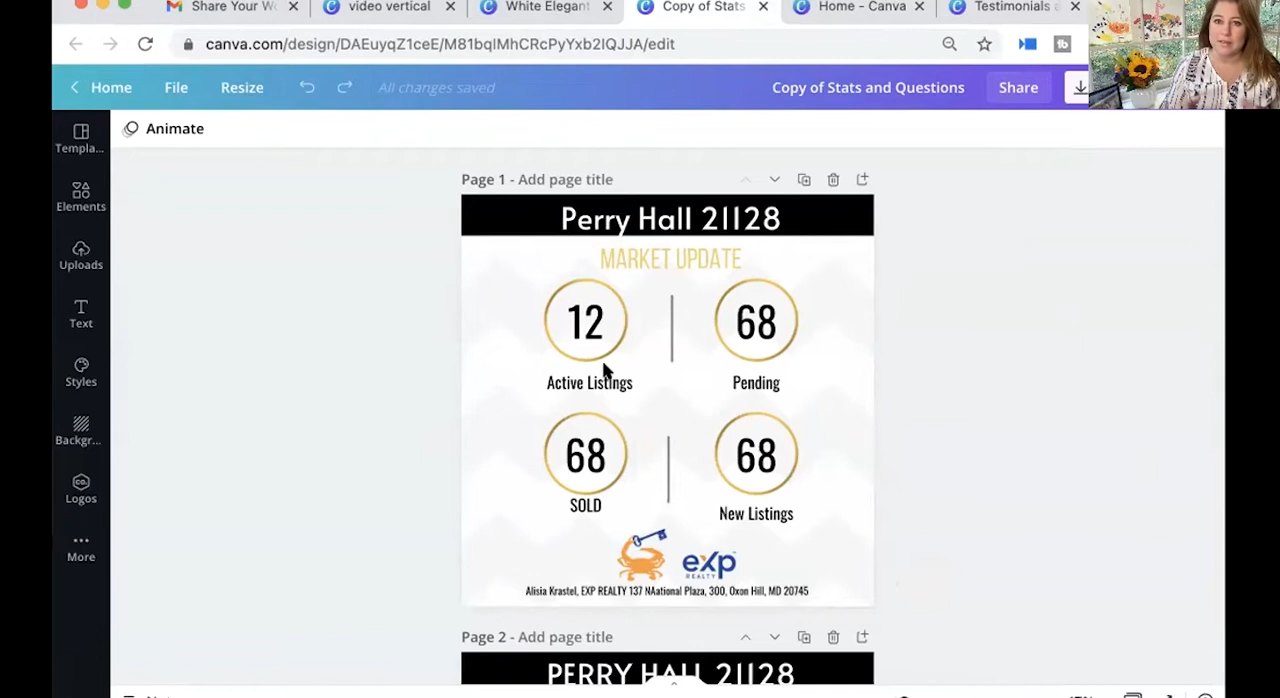 Share Your W
video vertical
White Elegant
Copy of Stats
Home - Canva
Testimonials a
canva.com/design/DAEuyqZ1ceE/M81bqlMhCRcPyYxb2IQJJA/edit
Home File Resize All changes saved Copy of Stats and Questions Share
Templa...
Animate
Elements
Uploads
Text
Styles
Backgr...
Logos
More
Page 1 - Add page title
Perry Hall 21128
MARKET UPDATE
12 68
Active Listings Pending
68 68
SOLD New Listings
exp
REALTY
Alisia Krastel, EXP REALTY 137 NAational Plaza, 300, Oxon Hill, MD 20745
Page 2 - Add page title
PERRY HALL 21128